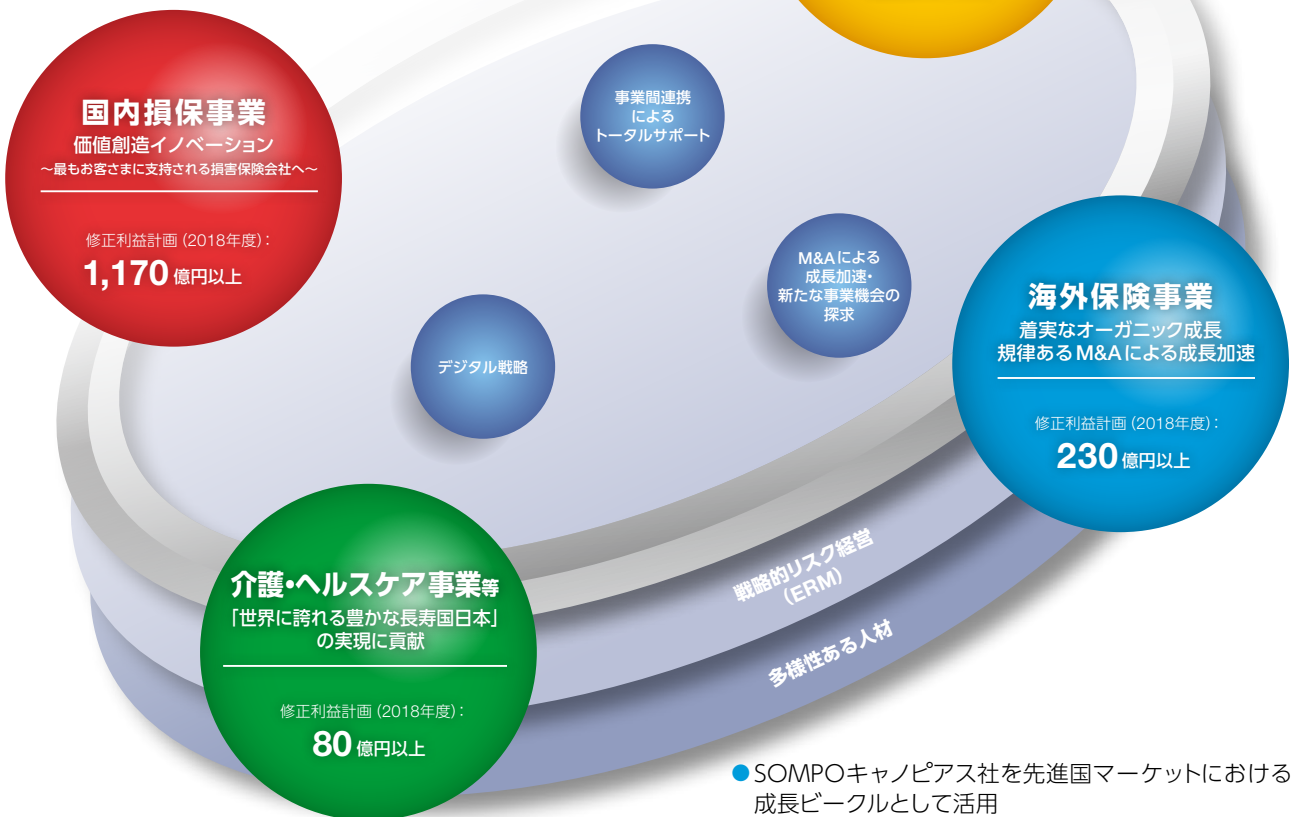 国内損保事業
価値創造イノベーション
〜最もお客さまに支持される損害保険会社へ〜
修正利益計画（2018年度）：
1,170億円以上
事業間連携
による
トータルサポート
M&Aによる
成長加速・
新たな事業機会の
探求
デジタル戦略
海外保険事業
着実なオーガニック成長
規律あるM&Aによる成長加速
修正利益計画（2018年度）：
230億円以上
介護・ヘルスケア事業等
「世界に誇れる豊かな長寿国日本」
の実現に貢献
修正利益計画（2018年度）：
80億円以上
戦略的リスク経営
（ERM）
多様性ある人材
●SOMPOキャノピアス社を先進国マーケットにおける
成長ビークルとして活用